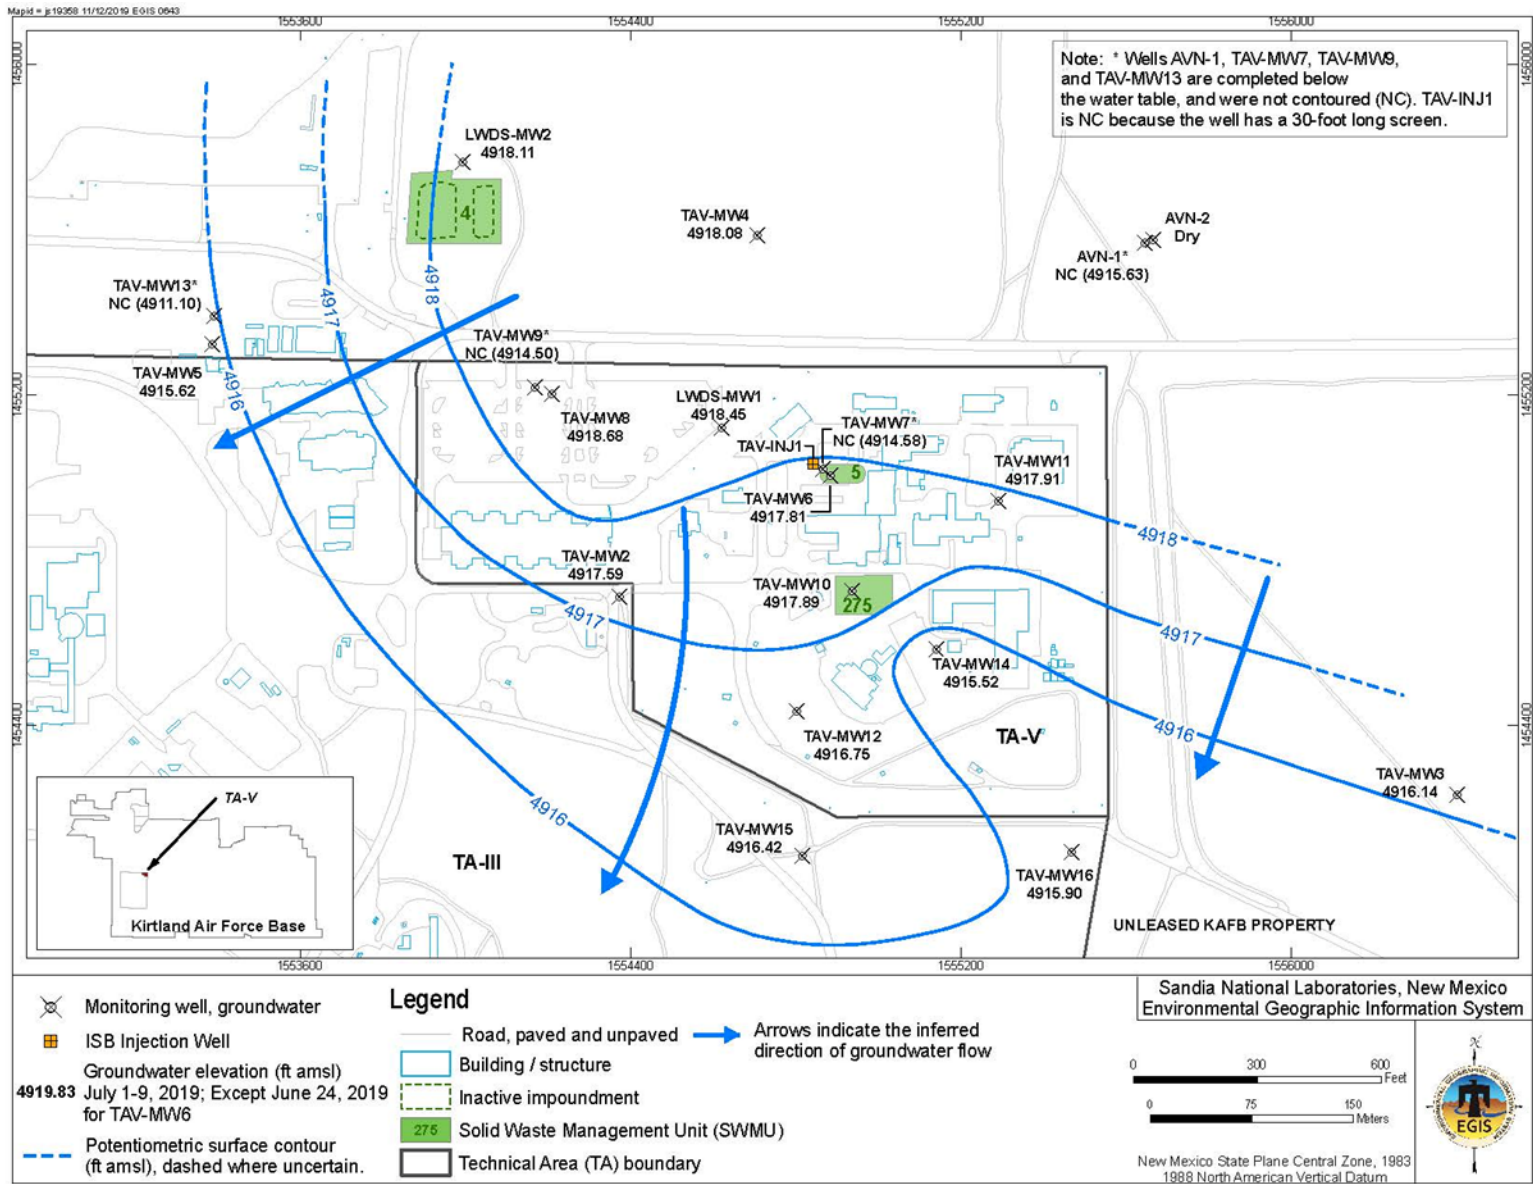 Mapid = js19358 11/12/2019 EGIS 0643
1553600
1554400
1555200
1556000
1456000
1456000
Note: * Wells AVN-1, TAV-MW7, TAV-MW9,
and TAV-MW13 are completed below
the water table, and were not contoured (NC). TAV-INJ1
is NC because the well has a 30-foot long screen.
LWDS-MW2
4918.11
4
TAV-MW4
4918.08
AVN-2
Dry
AVN-1*
NC (4915.63)
4918
4917
TAV-MW13*
NC (4911.10)
TAV-MW9*
NC (4914.50)
TAV-MW5
4915.62
4916
1455200
1455200
TAV-MW8
4918.68
LWDS-MW1
4918.45
TAV-MW7*
NC (4914.58)
TAV-INJ1
5
TAV-MW6
4917.81
TAV-MW11
4917.91
4918
TAV-MW2
4917.59
TAV-MW10
4917.89
275
4917
4917
TAV-MW14
4915.52
TAV-MW12
4916.75
TA-V
4916
1454400
1454400
TAV-MW3
4916.14
TA-V
4916
TAV-MW15
4916.42
TA-III
TAV-MW16
4915.90
Kirtland Air Force Base
UNLEASED KAFB PROPERTY
1553600
1554400
1555200
1556000
Monitoring well, groundwater
ISB Injection Well
Groundwater elevation (ft amsl)
4919.83 July 1-9, 2019; Except June 24, 2019
for TAV-MW6
Potentiometric surface contour
(ft amsl), dashed where uncertain.
Legend
Road, paved and unpaved
Building / structure
Inactive impoundment
275 Solid Waste Management Unit (SWMU)
Technical Area (TA) boundary
Arrows indicate the inferred
direction of groundwater flow
Sandia National Laboratories, New Mexico
Environmental Geographic Information System
0 300 600
Feet
0 75 150
Meters
N
EGIS
New Mexico State Plane Central Zone, 1983
1988 North American Vertical Datum